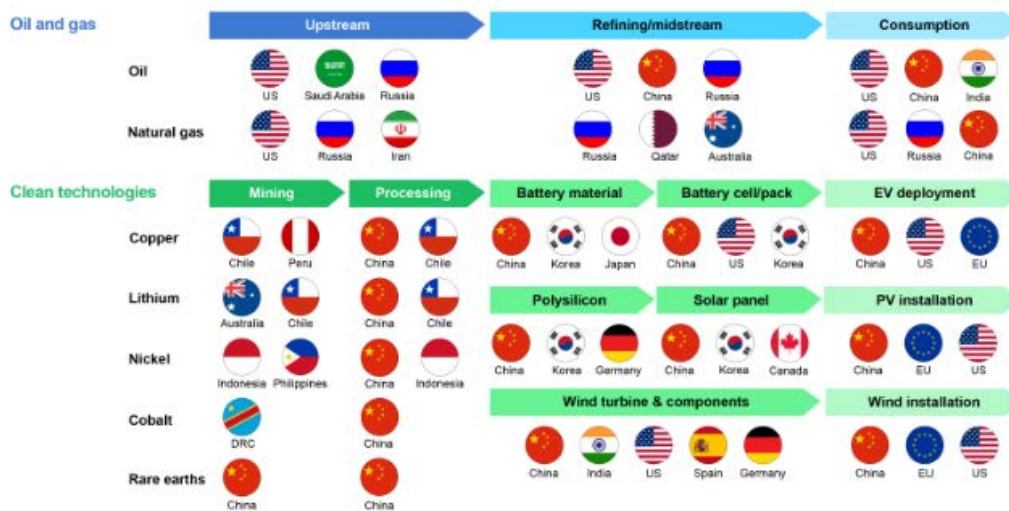 Oil and gas Upstream Refining/midstream Consumption
Oil
US Saudi Arabia Russia US China Russia US China India
Natural gas
US Russia Iran Russia Qatar Australia US Russia China
Clean technologies Mining Processing Battery material Battery cell/pack EV deployment
Copper
Chile Peru China Chile China Korea Japan China US Korea China US EU
Polysilicon Solar panel PV installation
Lithium
Australia Chile China Chile
Nickel
China Korea Germany China Korea Canada China EU US
Indonesia Philippines China Indonesia
Wind turbine & components Wind installation
Cobalt
DRC China
China India US Spain Germany China EU US
Rare earths
China China